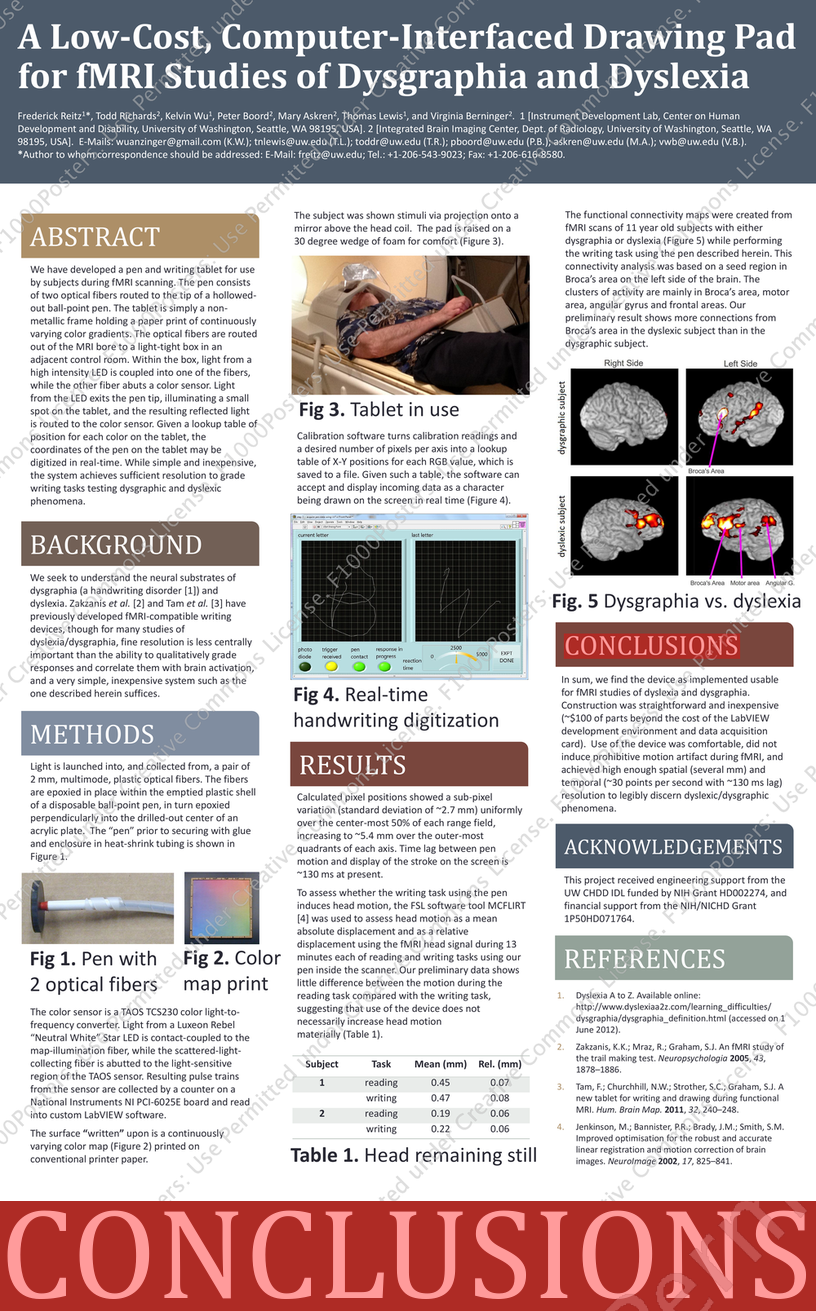 A Low-Cost, Computer-Interfaced Drawing Pad
for fMRI Studies of Dysgraphia and Dyslexia
Frederick Reitz¹*, Todd Richards², Kelvin Wu¹, Peter Boord², Mary Askren², Thomas Lewis¹, and Virginia Berninger². 1 [Instrument Development Lab, Center on Human
Development and Disability, University of Washington, Seattle, WA 98195, USA]. 2 [Integrated Brain Imaging Center, Dept. of Radiology, University of Washington, Seattle, WA
98195, USA]. E-Mails: wuanzinger@gmail.com (K.W.); tnlewis@uw.edu (T.L.); toddr@uw.edu (T.R.); pboord@uw.edu (P.B.); askren@uw.edu (M.A.); vwb@uw.edu (V.B.).
*Author to whom correspondence should be addressed: E-Mail: freitz@uw.edu; Tel.: +1-206-543-9023; Fax: +1-206-616-8580.
ABSTRACT
We have developed a pen and writing tablet for use
by subjects during fMRI scanning. The pen consists
of two optical fibers routed to the tip of a hollowed-
out ball-point pen. The tablet is simply a non-
metallic frame holding a paper print of continuously
varying color gradients. The optical fibers are routed
out of the MRI bore to a light-tight box in an
adjacent control room. Within the box, light from a
high intensity LED is coupled into one of the fibers,
while the other fiber abuts a color sensor. Light
from the LED exits the pen tip, illuminating a small
spot on the tablet, and the resulting reflected light
is routed to the color sensor. Given a lookup table of
position for each color on the tablet, the
coordinates of the pen on the tablet may be
digitized in real-time. While simple and inexpensive,
the system achieves sufficient resolution to grade
writing tasks testing dysgraphic and dyslexic
phenomena.
BACKGROUND
We seek to understand the neural substrates of
dysgraphia (a handwriting disorder [1]) and
dyslexia. Zakzanis et al. [2] and Tam et al. [3] have
previously developed fMRI-compatible writing
devices, though for many studies of
dyslexia/dysgraphia, fine resolution is less centrally
important than the ability to qualitatively grade
responses and correlate them with brain activation,
and a very simple, inexpensive system such as the
one described herein suffices.
METHODS
Light is launched into, and collected from, a pair of
2 mm, multimode, plastic optical fibers. The fibers
are epoxied in place within the emptied plastic shell
of a disposable ball-point pen, in turn epoxied
perpendicularly into the drilled-out center of an
acrylic plate. The “pen” prior to securing with glue
and enclosure in heat-shrink tubing is shown in
Figure 1.
Fig 1. Pen with
2 optical fibers
Fig 2. Color
map print
The color sensor is a TAOS TCS230 color light-to-
frequency converter. Light from a Luxeon Rebel
“Neutral White” Star LED is contact-coupled to the
map-illumination fiber, while the scattered-light-
collecting fiber is abutted to the light-sensitive
region of the TAOS sensor. Resulting pulse trains
from the sensor are collected by a counter on a
National Instruments NI PCI-6025E board and read
into custom LabVIEW software.
The surface “written” upon is a continuously
varying color map (Figure 2) printed on
conventional printer paper.
The subject was shown stimuli via projection onto a
mirror above the head coil. The pad is raised on a
30 degree wedge of foam for comfort (Figure 3).
Fig 3. Tablet in use
Calibration software turns calibration readings and
a desired number of pixels per axis into a lookup
table of X-Y positions for each RGB value, which is
saved to a file. Given such a table, the software can
accept and display incoming data as a character
being drawn on the screen in real time (Figure 4).
current letter
last letter
photo diode
trigger received
pen contact
response in progress
reaction time
0
2500
5000
EXPT DONE
Fig 4. Real-time
handwriting digitization
RESULTS
Calculated pixel positions showed a sub-pixel
variation (standard deviation of ~2.7 mm) uniformly
over the center-most 50% of each range field,
increasing to ~5.4 mm over the outer-most
quadrants of each axis. Time lag between pen
motion and display of the stroke on the screen is
~130 ms at present.
To assess whether the writing task using the pen
induces head motion, the FSL software tool MCFLIRT
[4] was used to assess head motion as a mean
absolute displacement and as a relative
displacement using the fMRI head signal during 13
minutes each of reading and writing tasks using our
pen inside the scanner. Our preliminary data shows
little difference between the motion during the
reading task compared with the writing task,
suggesting that use of the device does not
necessarily increase head motion
materially (Table 1).
Subject Task Mean (mm) Rel. (mm)
1 reading 0.45 0.07
writing 0.47 0.08
2 reading 0.19 0.06
writing 0.22 0.06
Table 1. Head remaining still
The functional connectivity maps were created from
fMRI scans of 11 year old subjects with either
dysgraphia or dyslexia (Figure 5) while performing
the writing task using the pen described herein. This
connectivity analysis was based on a seed region in
Broca’s area on the left side of the brain. The
clusters of activity are mainly in Broca’s area, motor
area, angular gyrus and frontal areas. Our
preliminary result shows more connections from
Broca’s area in the dyslexic subject than in the
dysgraphic subject.
Right Side
Left Side
dysgraphic subject
Broca's Area
dyslexic subject
Broca's Area Motor area Angular G.
Fig. 5 Dysgraphia vs. dyslexia
CONCLUSIONS
In sum, we find the device as implemented usable
for fMRI studies of dyslexia and dysgraphia.
Construction was straightforward and inexpensive
(~$100 of parts beyond the cost of the LabVIEW
development environment and data acquisition
card). Use of the device was comfortable, did not
induce prohibitive motion artifact during fMRI, and
achieved high enough spatial (several mm) and
temporal (~30 points per second with ~130 ms lag)
resolution to legibly discern dyslexic/dysgraphic
phenomena.
ACKNOWLEDGEMENTS
This project received engineering support from the
UW CHDD IDL funded by NIH Grant HD002274, and
financial support from the NIH/NICHD Grant
1P50HD071764.
REFERENCES
1. Dyslexia A to Z. Available online:
http://www.dyslexiaa2z.com/learning_difficulties/
dysgraphia/dysgraphia_definition.html (accessed on 1
June 2012).
2. Zakzanis, K.K.; Mraz, R.; Graham, S.J. An fMRI study of
the trail making test. Neuropsychologia 2005, 43,
1878–1886.
3. Tam, F.; Churchill, N.W.; Strother, S.C.; Graham, S.J. A
new tablet for writing and drawing during functional
MRI. Hum. Brain Map. 2011, 32, 240–248.
4. Jenkinson, M.; Bannister, P.R.; Brady, J.M.; Smith, S.M.
Improved optimisation for the robust and accurate
linear registration and motion correction of brain
images. NeuroImage 2002, 17, 825–841.
CONCLUSIONS